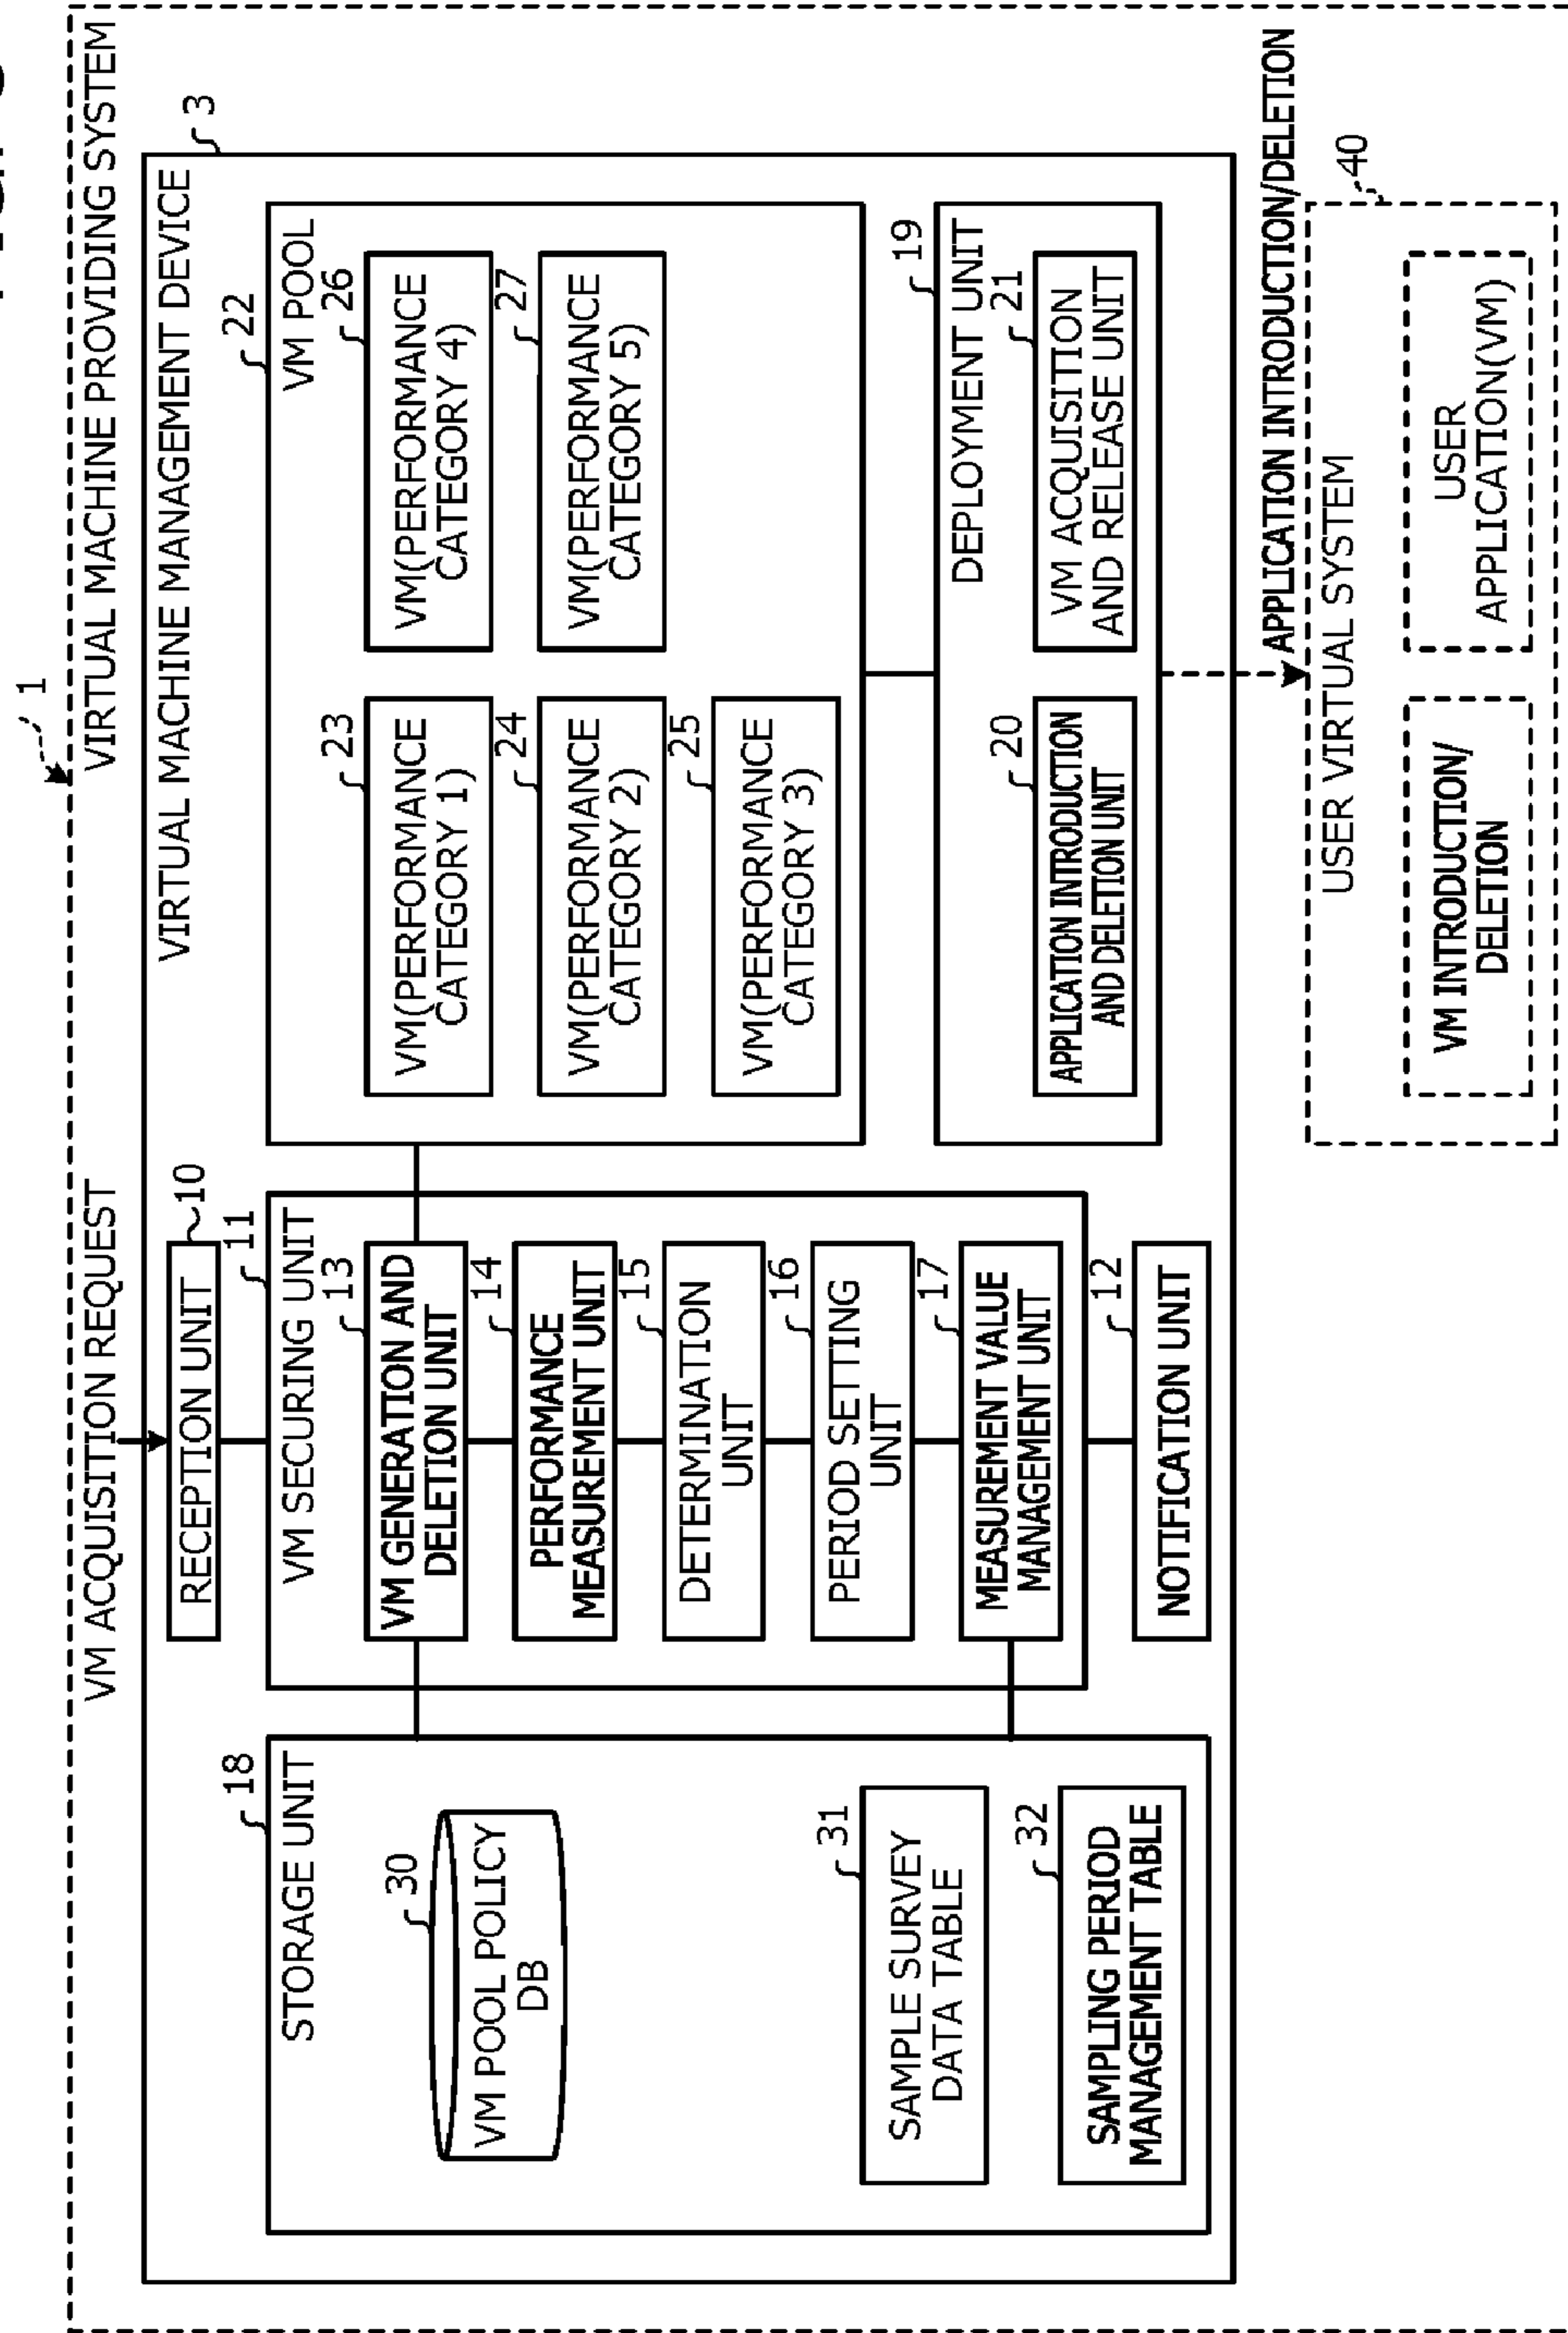 1
VIRTUAL MACHINE PROVIDING SYSTEM
VM ACQUISITION REQUEST
VIRTUAL MACHINE MANAGEMENT DEVICE
3
RECEPTION UNIT
10
18
STORAGE UNIT
30
VM POOL POLICY
DB
31
SAMPLE SURVEY
DATA TABLE
32
SAMPLING PERIOD
MANAGEMENT TABLE
11
VM SECURING UNIT
13
VM GENERATION AND
DELETION UNIT
14
PERFORMANCE
MEASUREMENT UNIT
15
DETERMINATION
UNIT
16
PERIOD SETTING
UNIT
17
MEASUREMENT VALUE
MANAGEMENT UNIT
12
NOTIFICATION UNIT
22
VM POOL
23
VM(PERFORMANCE
CATEGORY 1)
24
VM(PERFORMANCE
CATEGORY 2)
25
VM(PERFORMANCE
CATEGORY 3)
26
VM(PERFORMANCE
CATEGORY 4)
27
VM(PERFORMANCE
CATEGORY 5)
19
DEPLOYMENT UNIT
20
APPLICATION INTRODUCTION
AND DELETION UNIT
21
VM ACQUISITION
AND RELEASE UNIT
APPLICATION INTRODUCTION/DELETION
40
USER VIRTUAL SYSTEM
VM INTRODUCTION/
DELETION
USER
APPLICATION(VM)